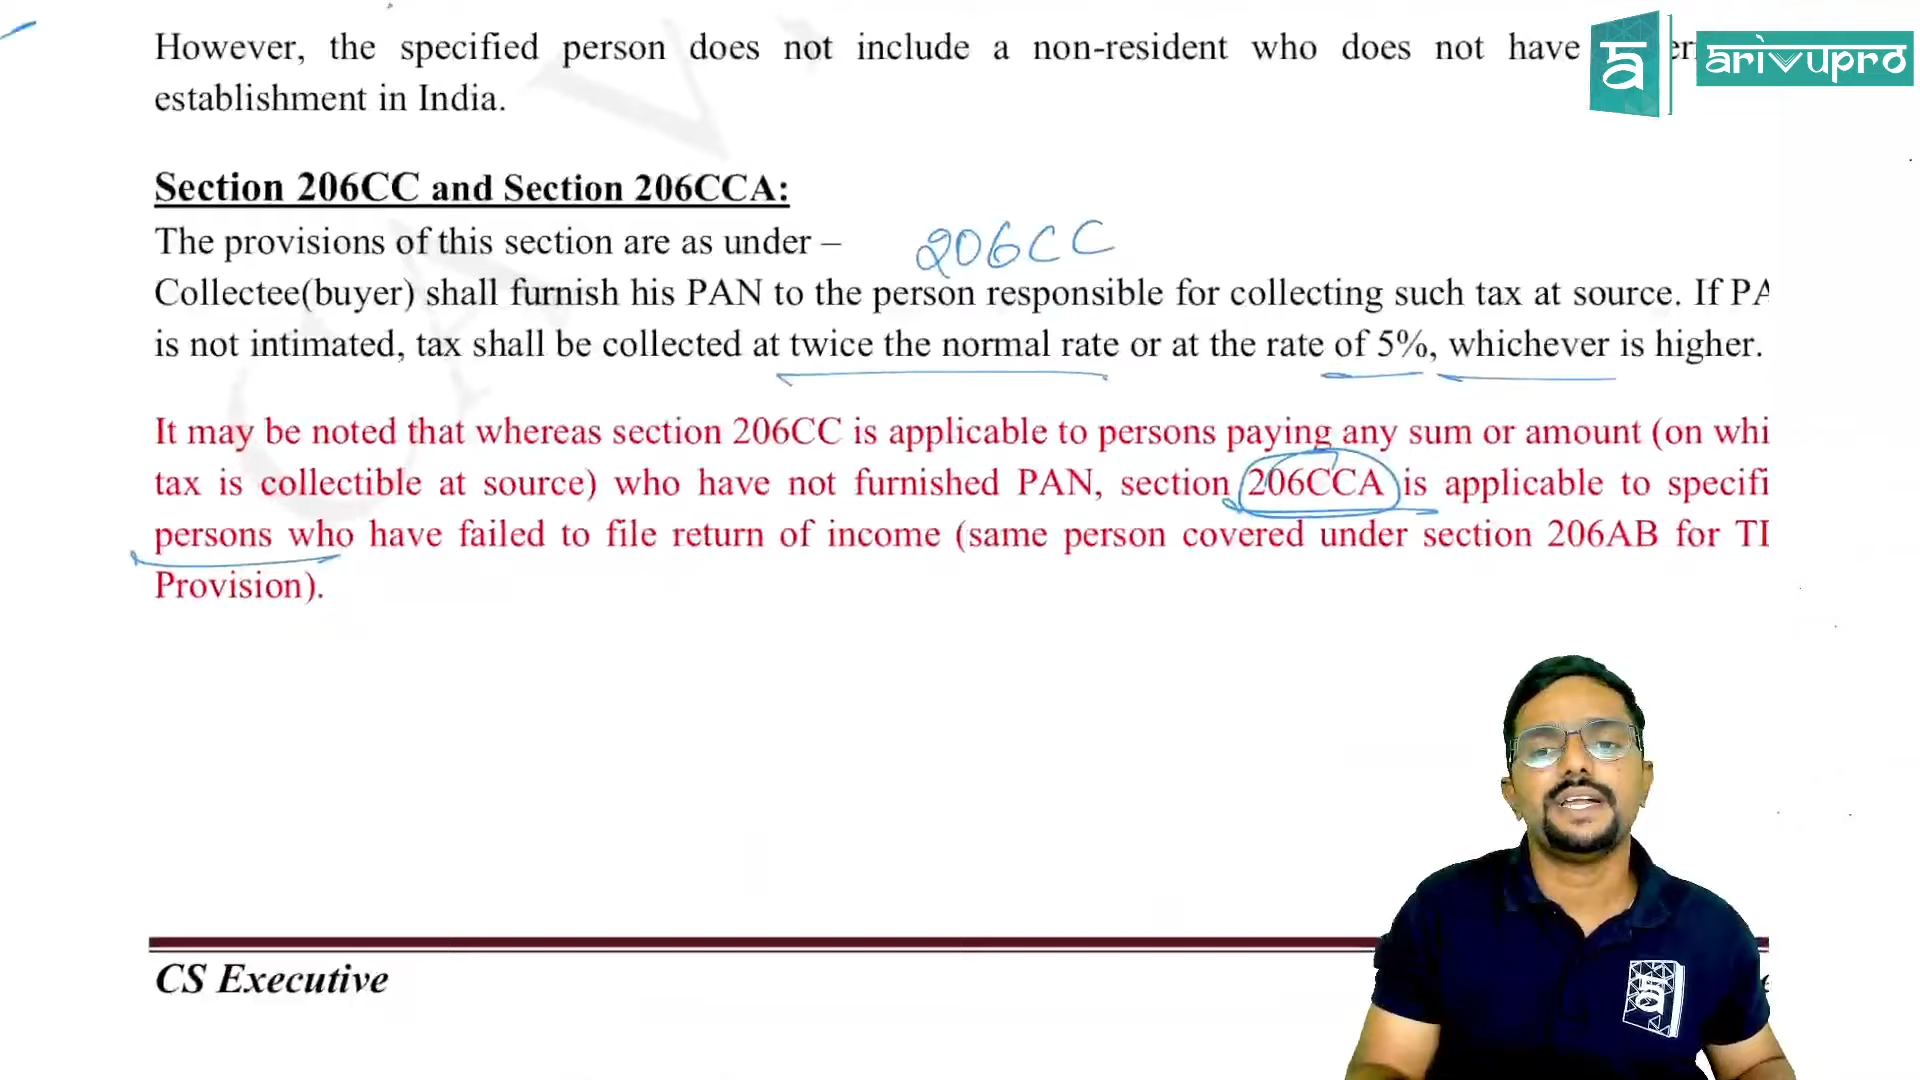 However, the specified person does not include a non-resident who does not have
establishment in India.
Section 206CC and Section 206CCA:
The provisions of this section are as under –
206CC
Collectee(buyer) shall furnish his PAN to the person responsible for collecting such tax at source. If PA
is not intimated, tax shall be collected at twice the normal rate or at the rate of 5%, whichever is higher.
It may be noted that whereas section 206CC is applicable to persons paying any sum or amount (on whi
tax is collectible at source) who have not furnished PAN, section 206CCA is applicable to specifi
persons who have failed to file return of income (same person covered under section 206AB for TI
Provision).
CS Executive
arivupro